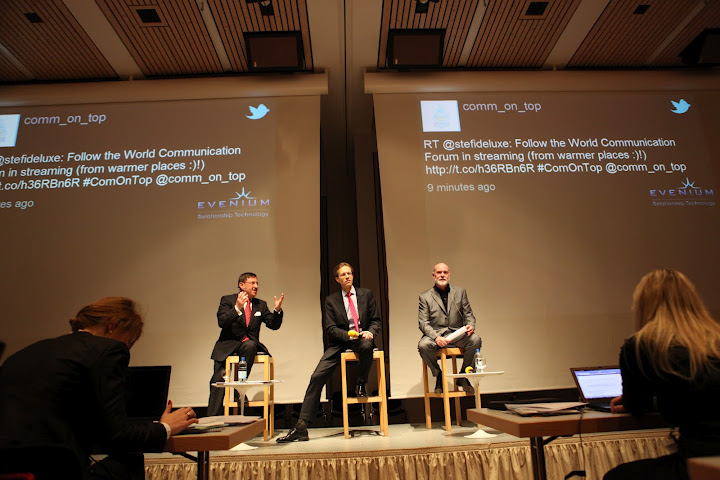 comm_on_top
@stefideluxe: Follow the World Communication
n in streaming (from warmer places :)!)
t.co/h36RBn6R #ComOnTop @comm_on_top
tes ago
EVENIUM
Relationship Technology
comm_on_top
RT @stefideluxe: Follow the World Communication
Forum in streaming (from warmer places :)!)
http://t.co/h36RBn6R #ComOnTop @comm_on_top
9 minutes ago
EVENIUM
Relationship Technology